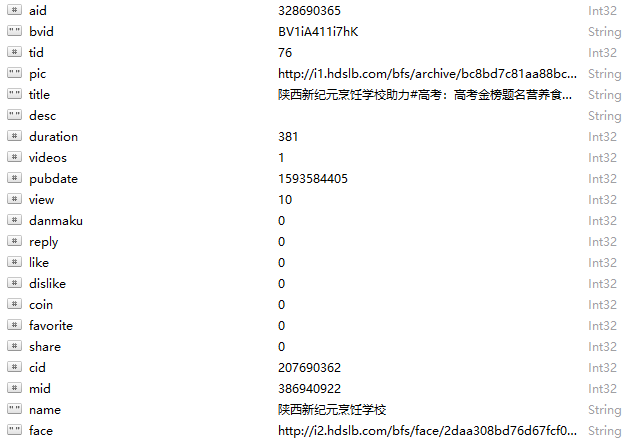 # aid 328690365 Int32
"" bvid BV1iA411i7hK String
# tid 76 Int32
"" pic http://i1.hdslb.com/bfs/archive/bc8bd7c81aa88bc... String
"" title 陕西新纪元烹饪学校助力#高考：高考金榜题名营养食... String
"" desc String
# duration 381 Int32
# videos 1 Int32
# pubdate 1593584405 Int32
# view 10 Int32
# danmaku 0 Int32
# reply 0 Int32
# like 0 Int32
# dislike 0 Int32
# coin 0 Int32
# favorite 0 Int32
# share 0 Int32
# cid 207690362 Int32
# mid 386940922 Int32
"" name 陕西新纪元烹饪学校 String
"" face http://i2.hdslb.com/bfs/face/2daa308bd76d67fcf0... String